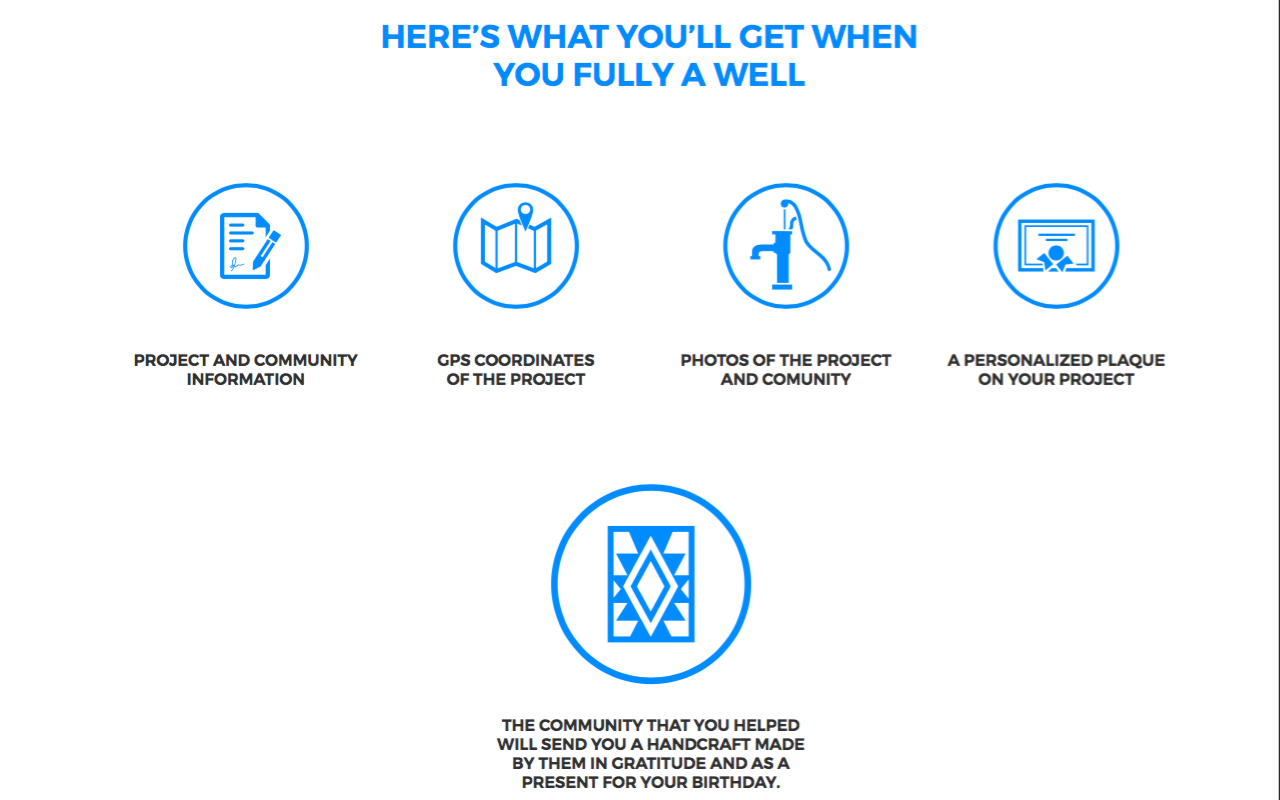 HERE’S WHAT YOU’LL GET WHEN
YOU FULLY A WELL
PROJECT AND COMMUNITY
INFORMATION
GPS COORDINATES
OF THE PROJECT
PHOTOS OF THE PROJECT
AND COMUNITY
A PERSONALIZED PLAQUE
ON YOUR PROJECT
THE COMMUNITY THAT YOU HELPED
WILL SEND YOU A HANDCRAFT MADE
BY THEM IN GRATITUDE AND AS A
PRESENT FOR YOUR BIRTHDAY.